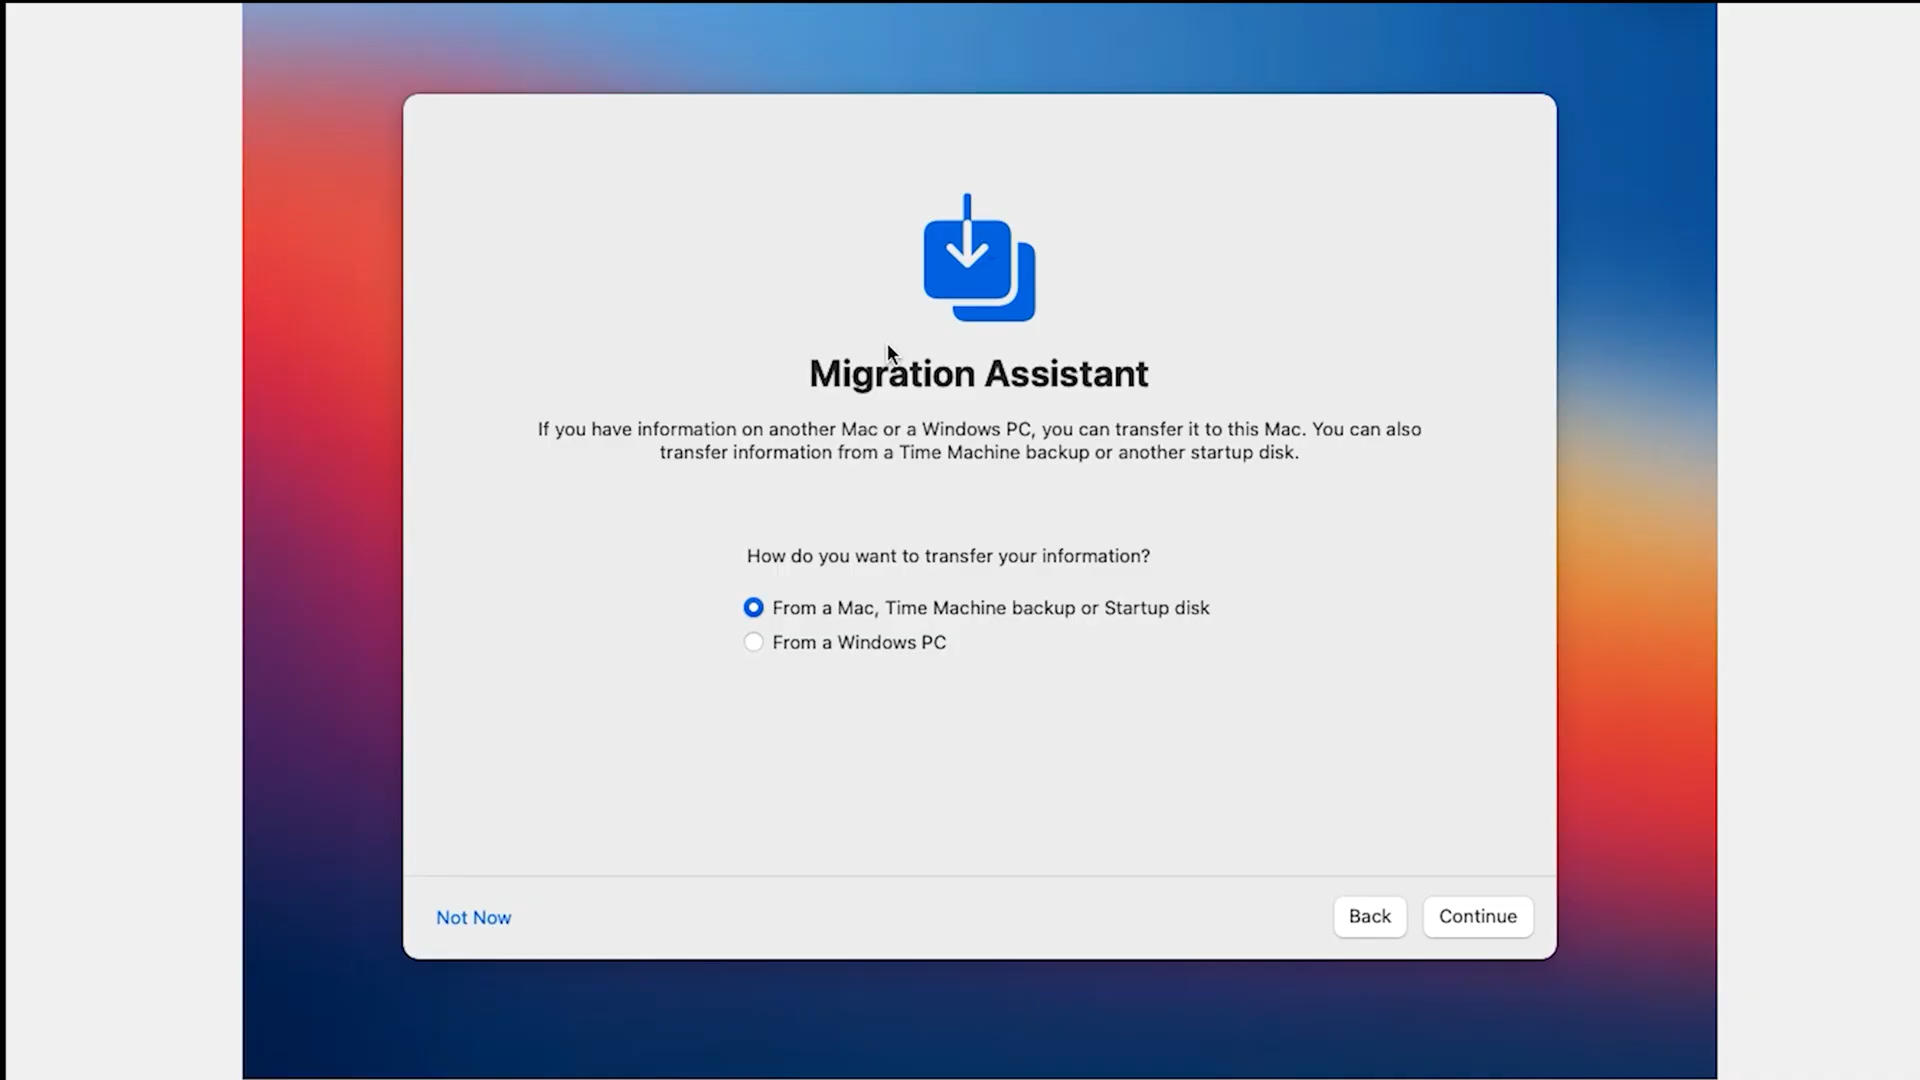 Migration Assistant
If you have information on another Mac or a Windows PC, you can transfer it to this Mac. You can also
transfer information from a Time Machine backup or another startup disk.
How do you want to transfer your information?
From a Mac, Time Machine backup or Startup disk
From a Windows PC
Not Now
Back
Continue